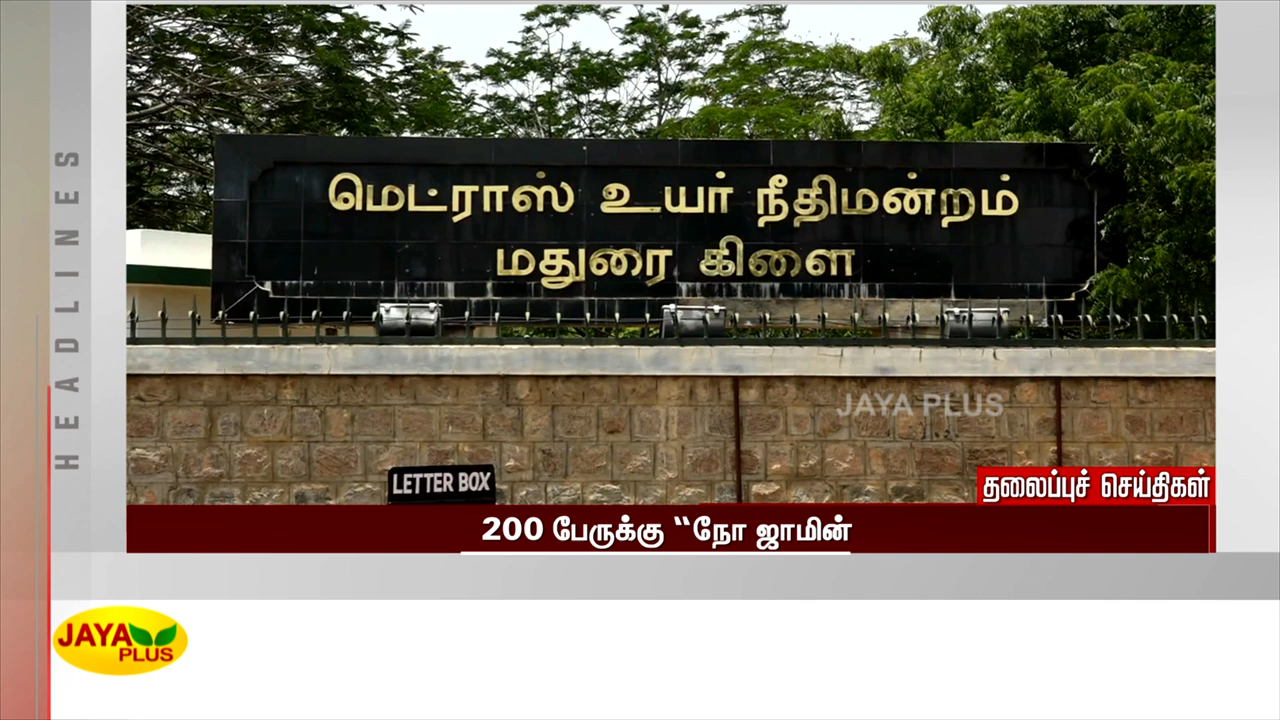 HEADLINES
மெட்ராஸ் உயர் நீதிமன்றம்
மதுரை கிளை
JAYA PLUS
LETTER BOX
தலைப்புச் செய்திகள்
200 பேருக்கு “நோ ஜாமின்
JAYA
PLUS